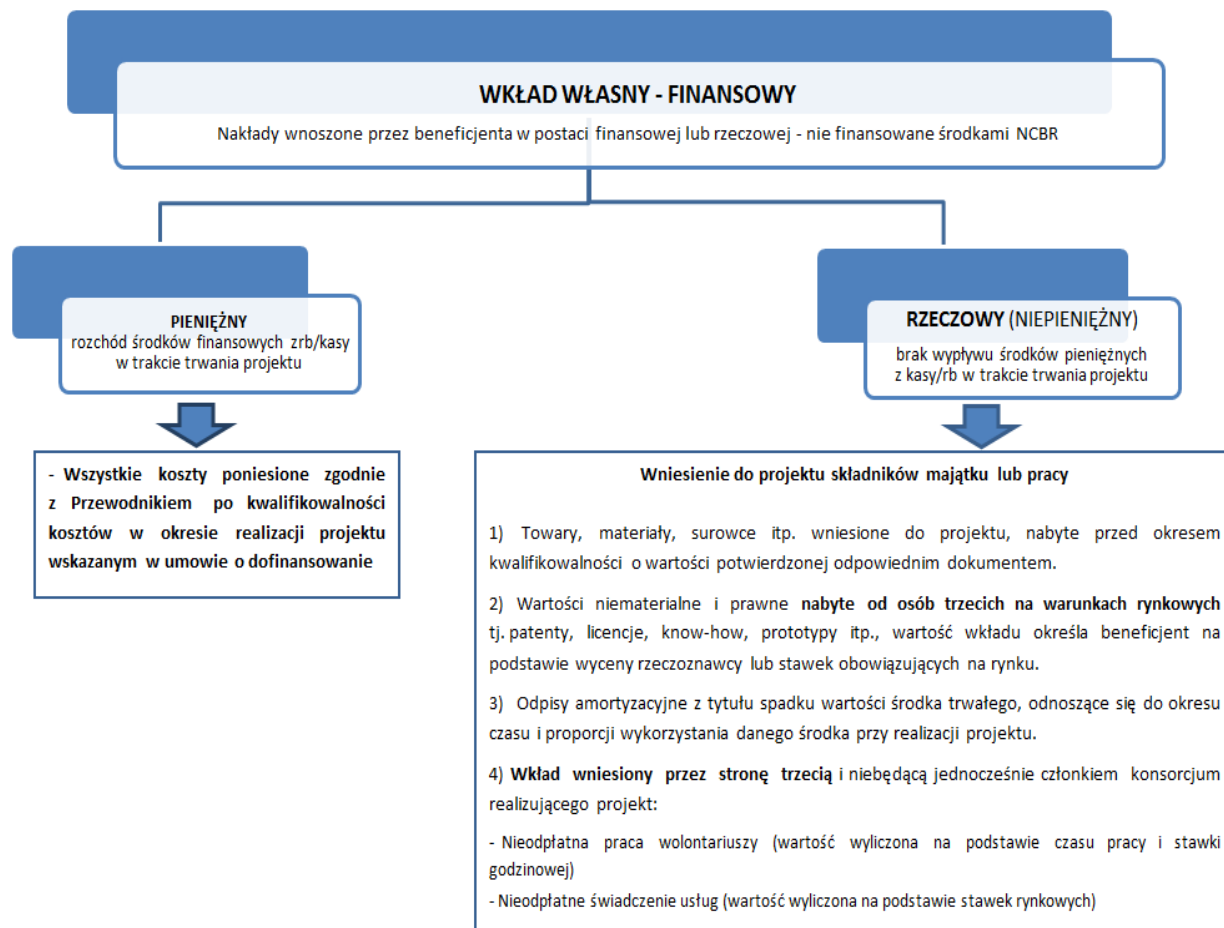 WKŁAD WŁASNY - FINANSOWY
Nakłady wnoszone przez beneficjenta w postaci finansowej lub rzeczowej - nie finansowane środkami NCBR
PIENIĘŻNY
rozchód środków finansowych zrb/kasy
w trakcie trwania projektu
- Wszystkie koszty poniesione zgodnie
z Przewodnikiem po kwalifikowalności
kosztów w okresie realizacji projektu
wskazanym w umowie o dofinansowanie
RZECZOWY (NIEPIENIĘŻNY)
brak wypływu środków pieniężnych
z kasy/rb w trakcie trwania projektu
Wniesienie do projektu składników majątku lub pracy
1) Towary, materiały, surowce itp. wniesione do projektu, nabyte przed okresem
kwalifikowalności o wartości potwierdzonej odpowiednim dokumentem.
2) Wartości niematerialne i prawne nabyte od osób trzecich na warunkach rynkowych
tj. patenty, licencje, know-how, prototypy itp., wartość wkładu określa beneficjent na
podstawie wyceny rzeczoznawcy lub stawek obowiązujących na rynku.
3) Odpisy amortyzacyjne z tytułu spadku wartości środka trwałego, odnoszące się do okresu
czasu i proporcji wykorzystania danego środka przy realizacji projektu.
4) Wkład wniesiony przez stronę trzecią i niebędącą jednocześnie członkiem konsorcjum
realizującego projekt:
- Nieodpłatna praca wolontariuszy (wartość wyliczona na podstawie czasu pracy i stawki
godzinowej)
- Nieodpłatne świadczenie usług (wartość wyliczona na podstawie stawek rynkowych)